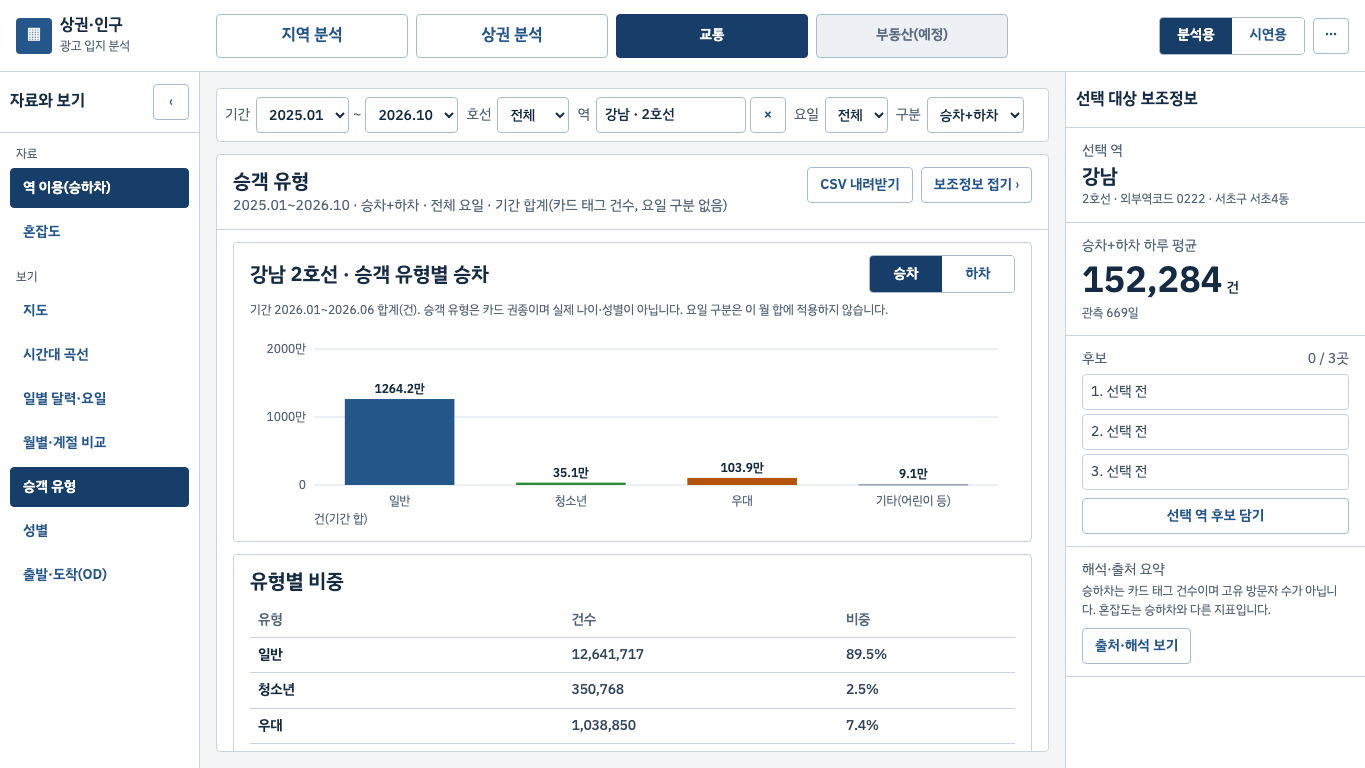 상권·인구
광고 입지 분석
지역 분석
상권 분석
교통
부동산(예정)
분석용
시연용
···
자료와 보기
‹
자료
역 이용(승하차)
혼잡도
보기
지도
시간대 곡선
일별 달력·요일
월별·계절 비교
승객 유형
성별
출발·도착(OD)
기간 2025.01 ~ 2026.10 호선 전체 역 강남 · 2호선 × 요일 전체 구분 승차+하차
승객 유형
2025.01~2026.10 · 승차+하차 · 전체 요일 · 기간 합계(카드 태그 건수, 요일 구분 없음)
CSV 내려받기
보조정보 접기 ›
강남 2호선 · 승객 유형별 승차
승차
하차
기간 2026.01~2026.06 합계(건). 승객 유형은 카드 권종이며 실제 나이·성별이 아닙니다. 요일 구분은 이 월 합에 적용하지 않습니다.
2000만
1000만
0
1264.2만
35.1만
103.9만
9.1만
일반
청소년
우대
기타(어린이 등)
건(기간 합)
유형별 비중
유형 건수 비중
일반 12,641,717 89.5%
청소년 350,768 2.5%
우대 1,038,850 7.4%
선택 대상 보조정보
선택 역
강남
2호선 · 외부역코드 0222 · 서초구 서초4동
승차+하차 하루 평균
152,284 건
관측 669일
후보 0 / 3곳
1. 선택 전
2. 선택 전
3. 선택 전
선택 역 후보 담기
해석·출처 요약
승하차는 카드 태그 건수이며 고유 방문자 수가 아닙니
다. 혼잡도는 승하차와 다른 지표입니다.
출처·해석 보기